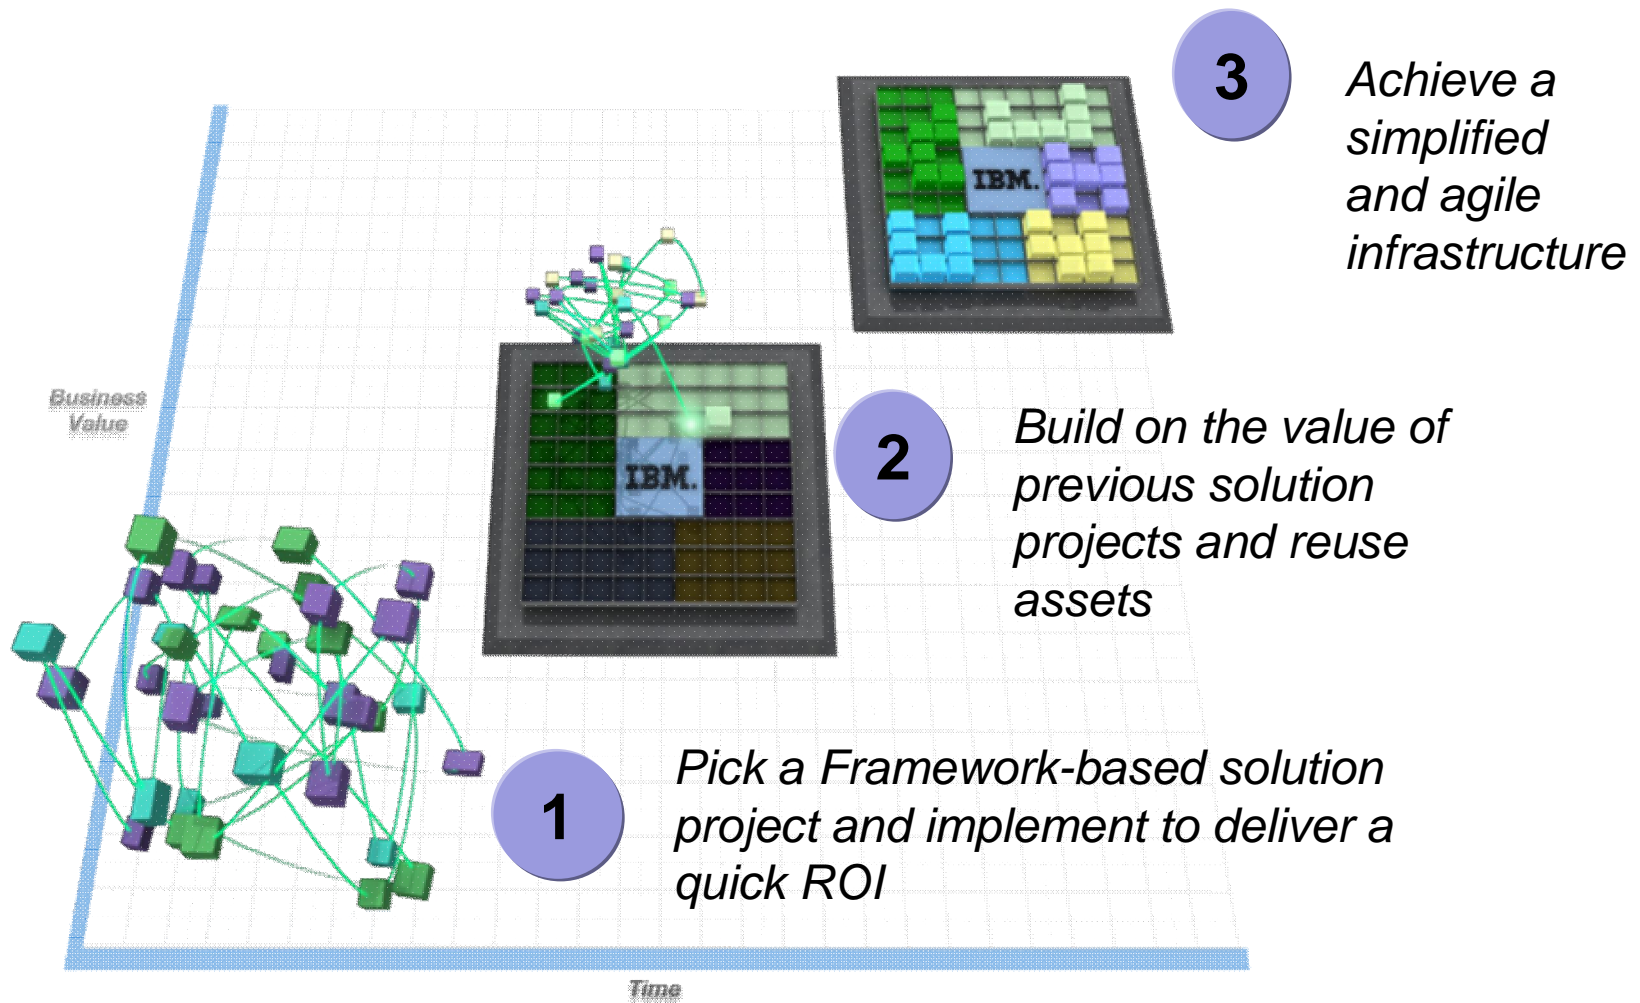 3
Achieve a
simplified
and agile
infrastructure
IBM.
Business
Value
2
Build on the value of
previous solution
projects and reuse
assets
IBM.
1
Pick a Framework-based solution
project and implement to deliver a
quick ROI
Time